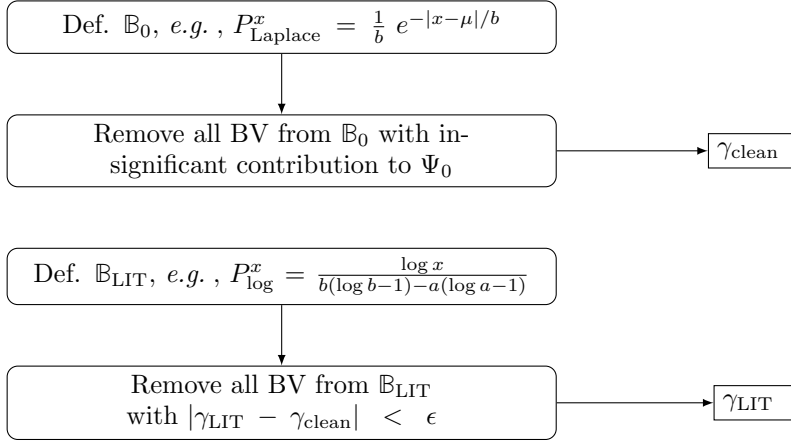 Def. 𝔹₀, e.g. , P^x_Laplace = 1/b e^{−|x−μ|/b}
Remove all BV from 𝔹₀ with in-
significant contribution to Ψ₀
γ_clean
Def. 𝔹_LIT, e.g. , P^x_log = log x / b(log b−1)−a(log a−1)
Remove all BV from 𝔹_LIT
with |γ_LIT − γ_clean| < ϵ
γ_LIT